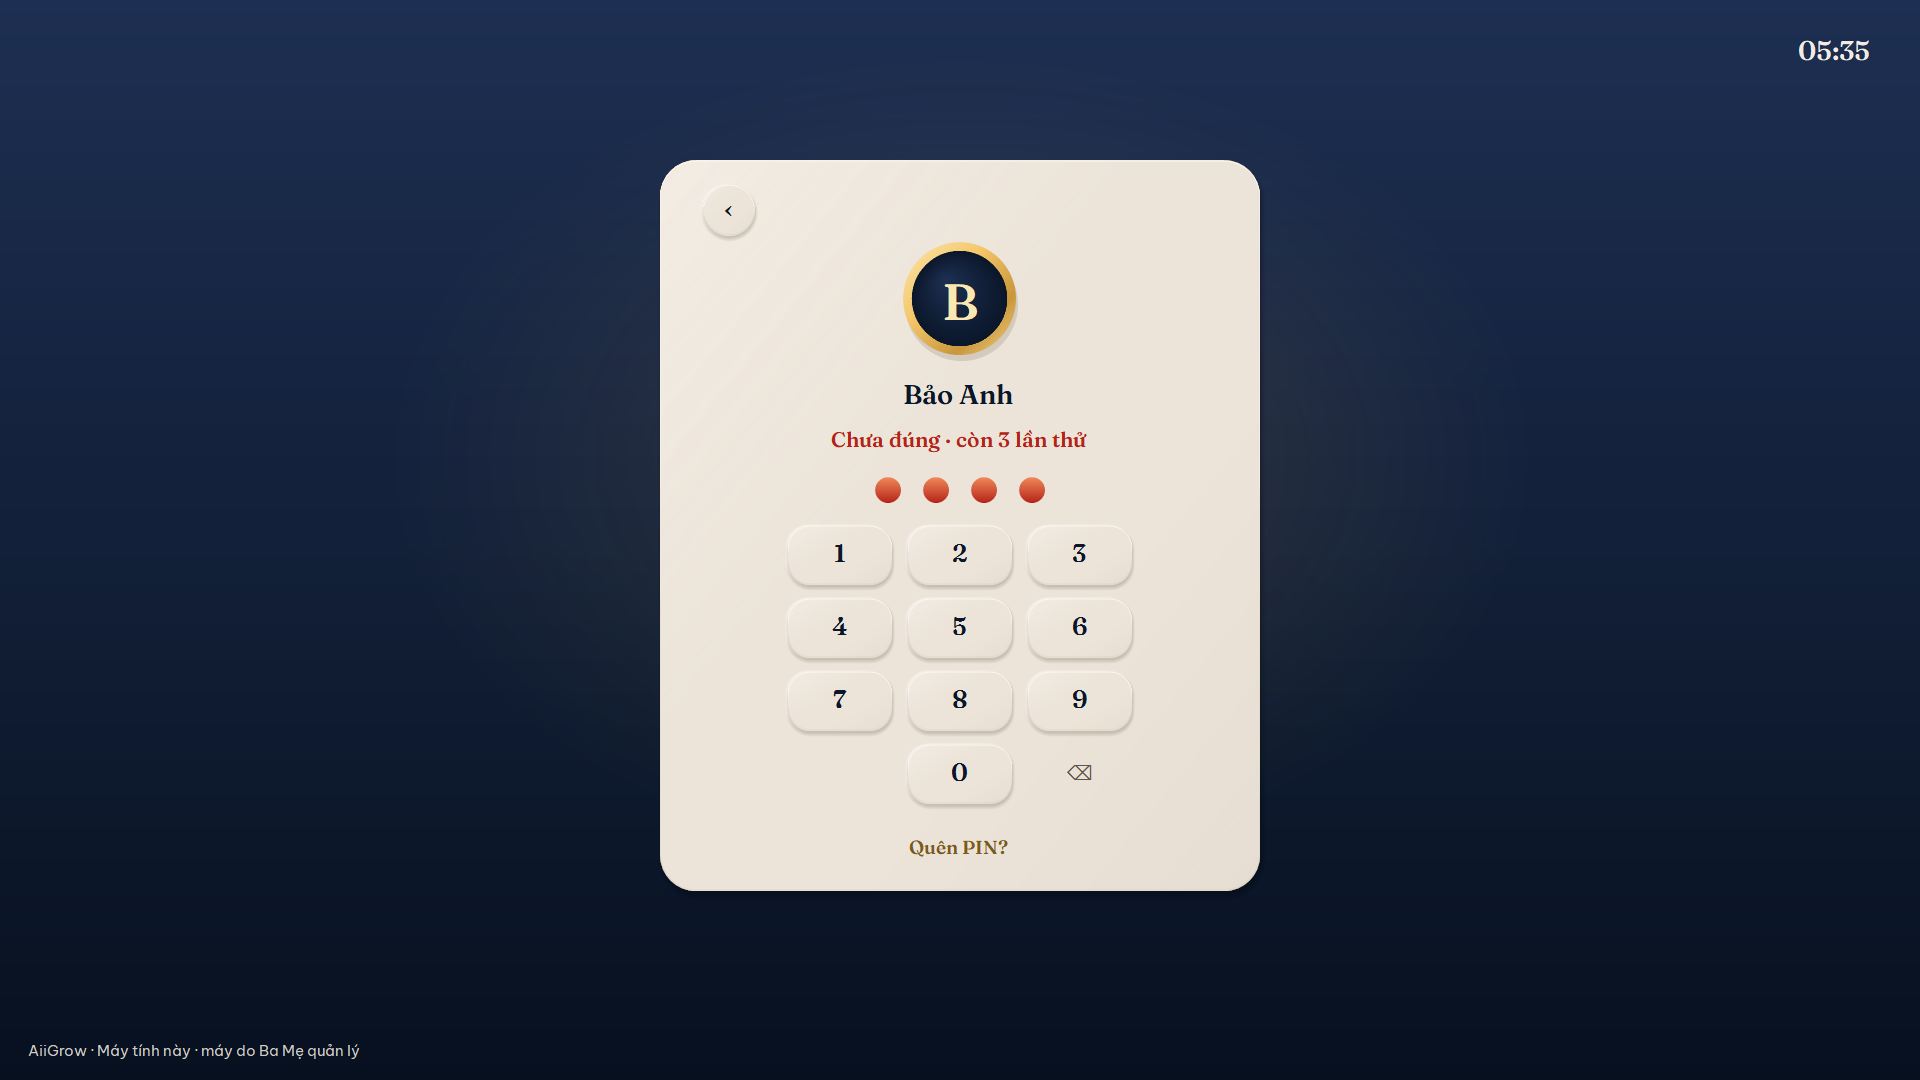 05:35
‹
B
Bảo Anh
Chưa đúng · còn 3 lần thử
1 2 3
4 5 6
7 8 9
0 ⌫
Quên PIN?
AiiGrow · Máy tính này · máy do Ba Mẹ quản lý